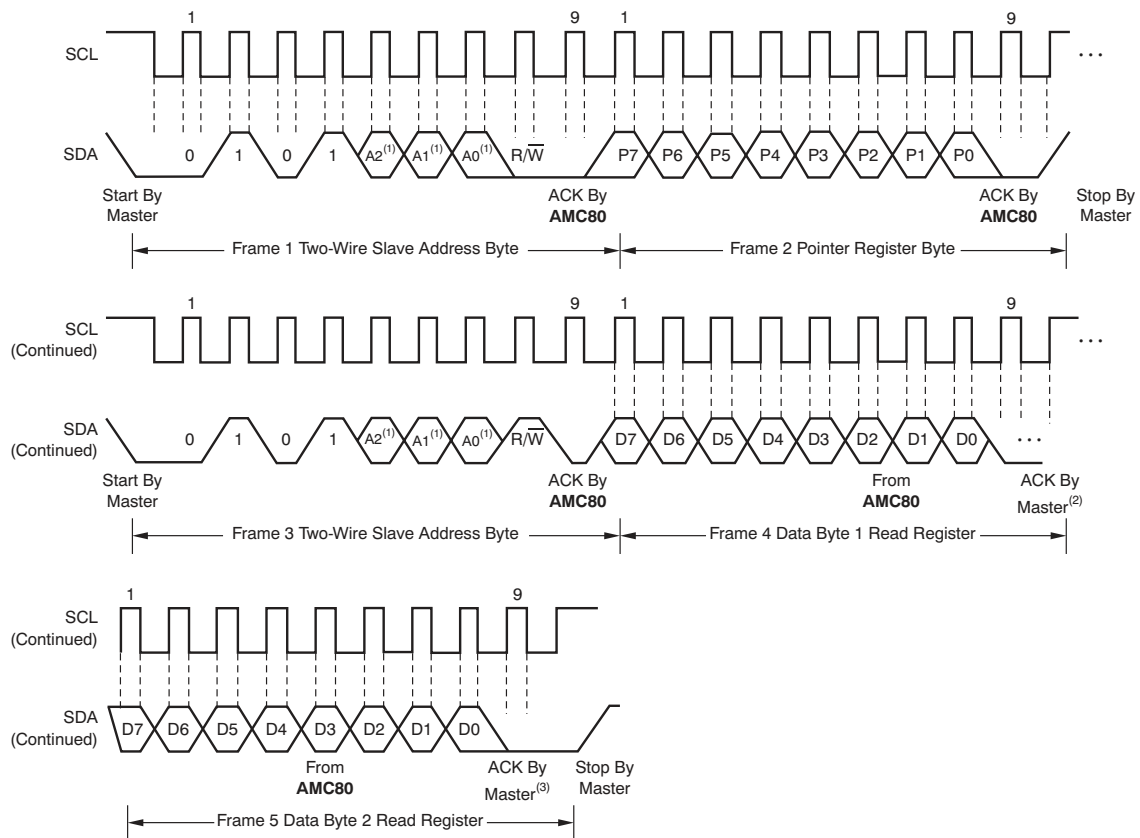 1 9 1 9
SCL
...
SDA
0 1 0 1 A2(1) A1(1) A0(1) R/W P7 P6 P5 P4 P3 P2 P1 P0
Start By
Master
ACK By
AMC80
ACK By
AMC80
Stop By
Master
Frame 1 Two-Wire Slave Address Byte
Frame 2 Pointer Register Byte
1 9 1 9
SCL
(Continued)
...
SDA
(Continued)
0 1 0 1 A2(1) A1(1) A0(1) R/W D7 D6 D5 D4 D3 D2 D1 D0 ...
Start By
Master
ACK By
AMC80
From
AMC80
ACK By
Master(2)
Frame 3 Two-Wire Slave Address Byte
Frame 4 Data Byte 1 Read Register
1 9
SCL
(Continued)
SDA
(Continued)
D7 D6 D5 D4 D3 D2 D1 D0
From
AMC80
ACK By
Master(3)
Stop By
Master
Frame 5 Data Byte 2 Read Register